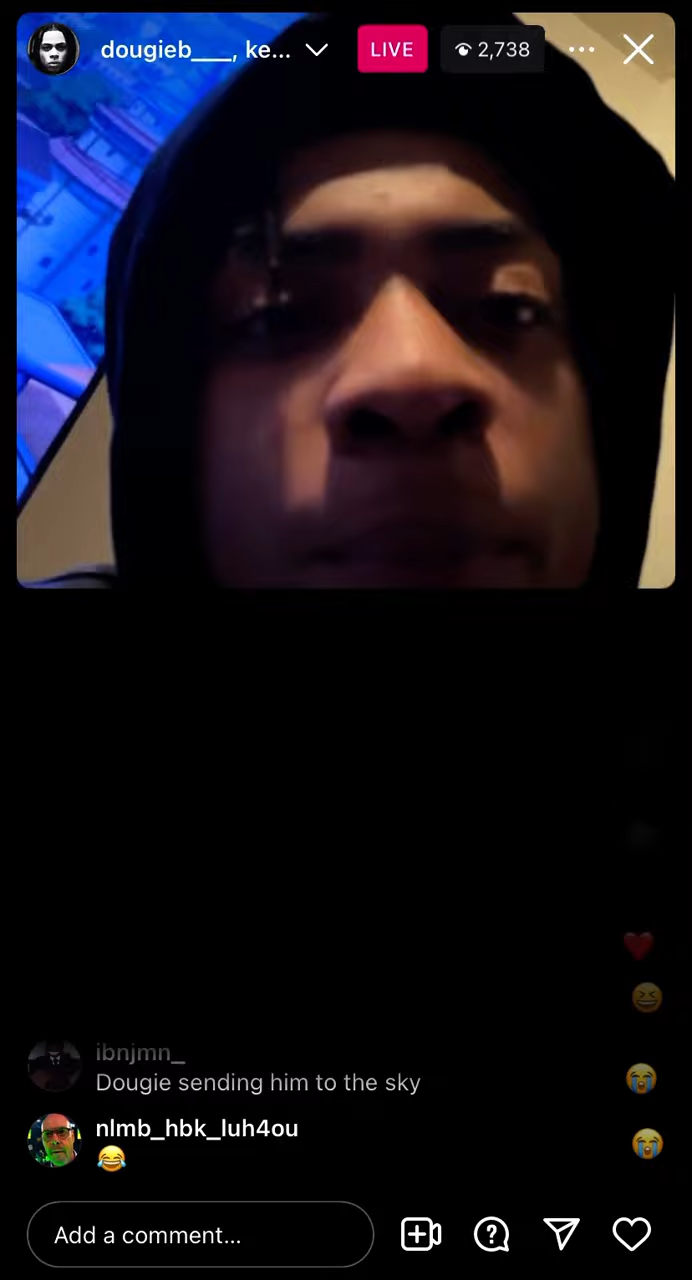 dougieb___, ke...
LIVE
2,738
ibnjmn_
Dougie sending him to the sky
nlmb_hbk_luh4ou
😂
Add a comment...